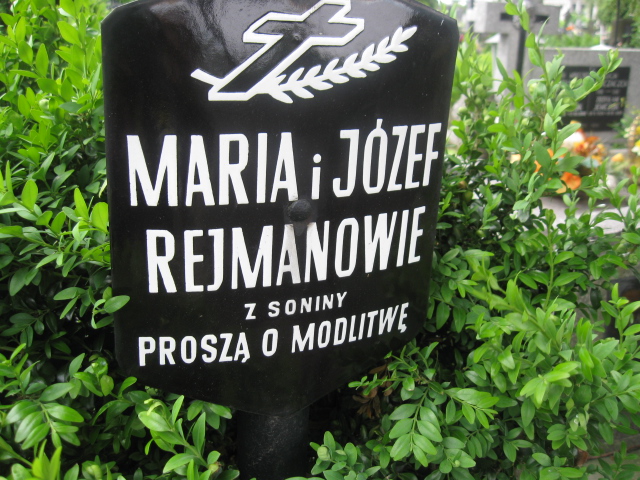 MARIA i JÓZEF
REJMANOWIE
Z SONINY
PROSZĄ O MODLITWĘ